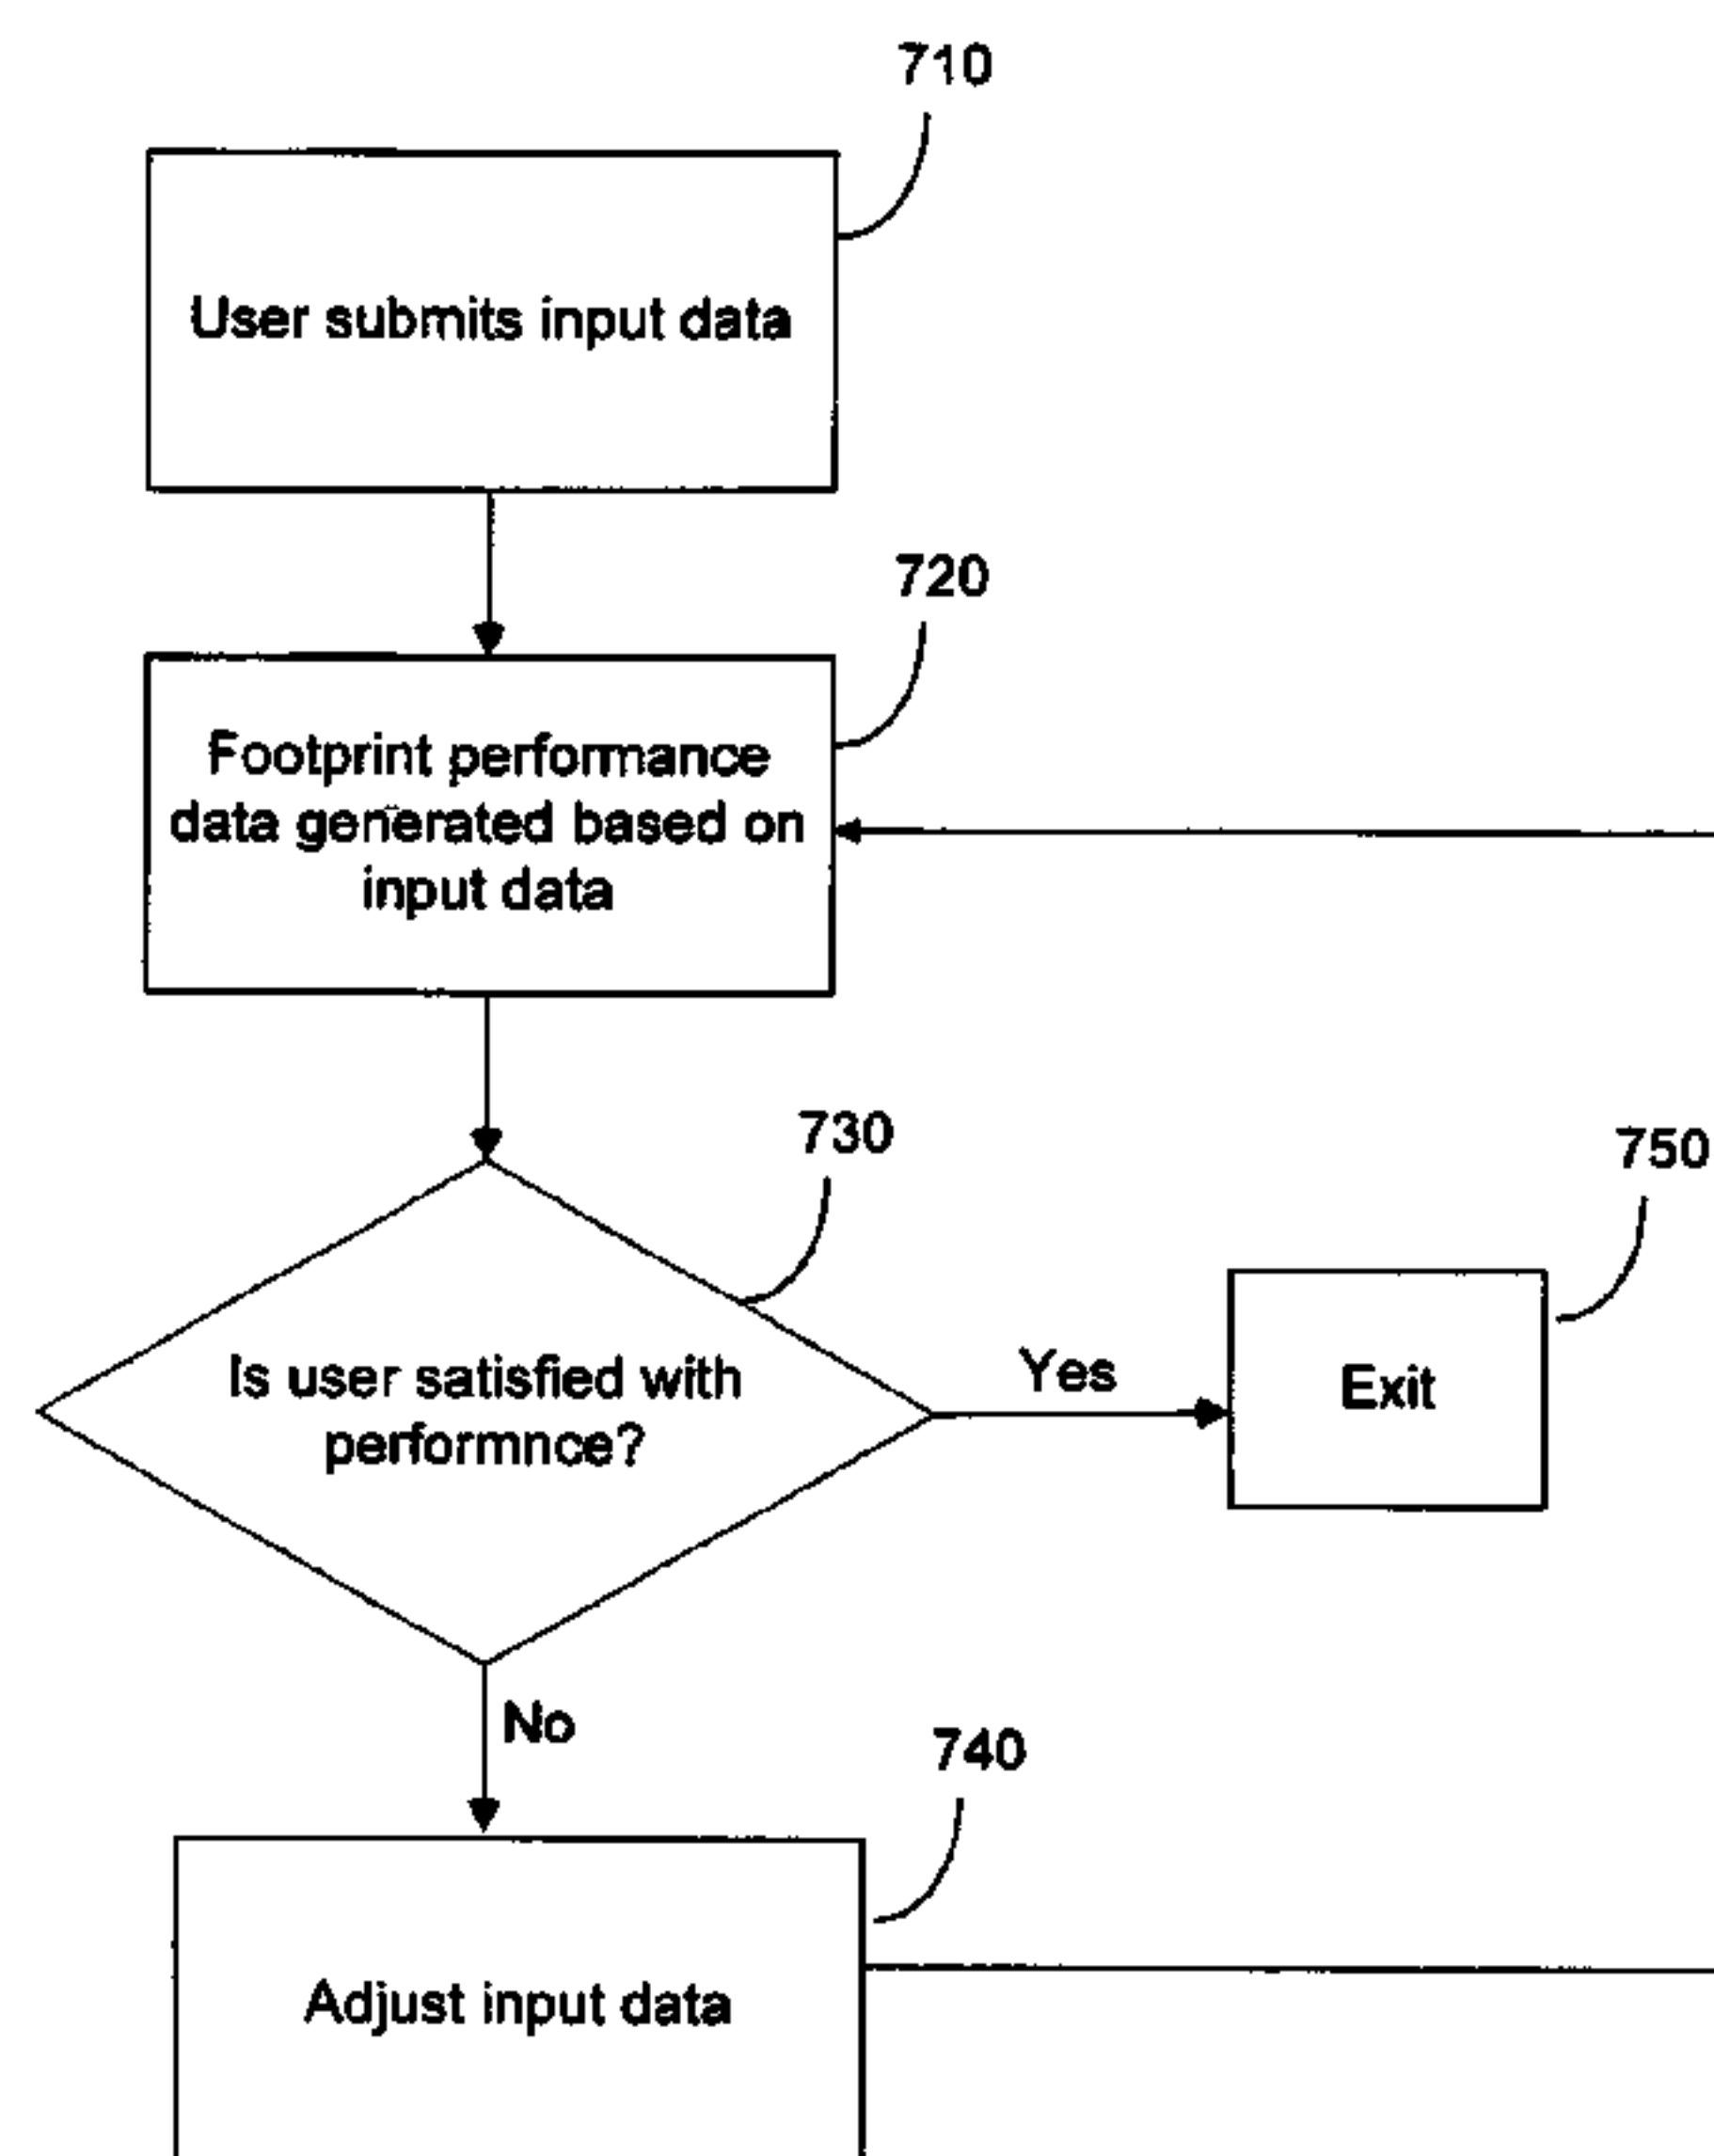 710
User submits input data
720
Footprint performance
data generated based on
input data
730
Is user satisfied with
performnce?
Yes
750
Exit
No
740
Adjust input data